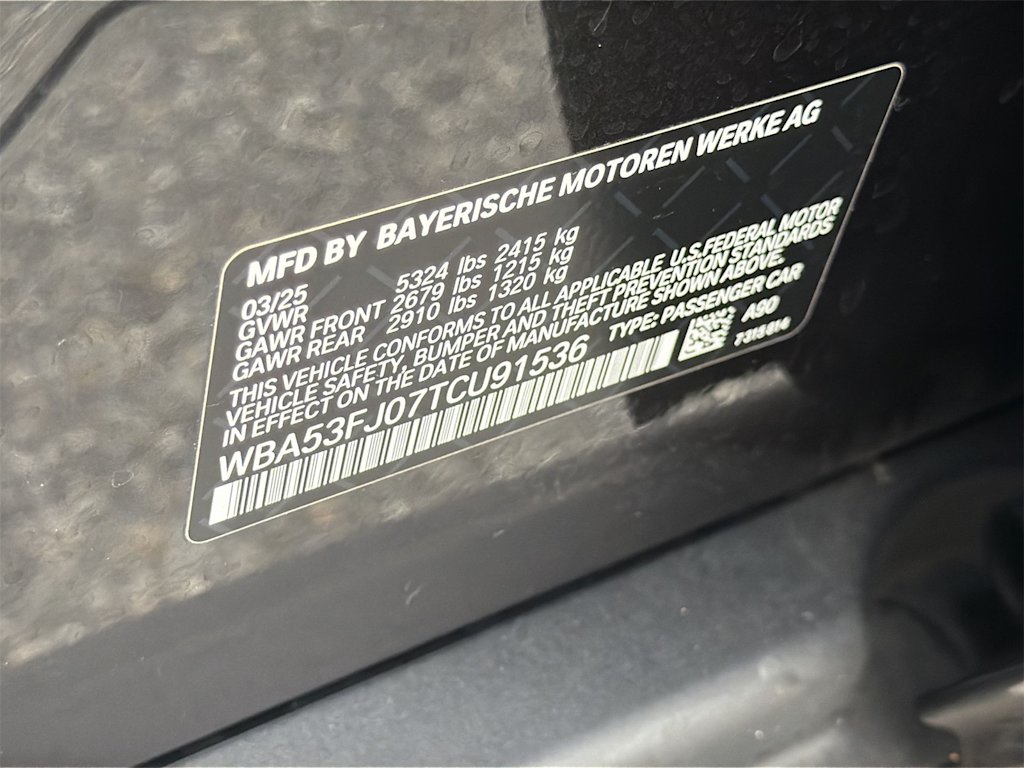 MFD BY BAYERISCHE MOTOREN WERKE AG
03/25
GVWR 5324 lbs 2415 kg
GAWR FRONT 2679 lbs 1215 kg
GAWR REAR 2910 lbs 1320 kg
THIS VEHICLE CONFORMS TO ALL APPLICABLE U.S.FEDERAL MOTOR
VEHICLE SAFETY, BUMPER AND THEFT PREVENTION STANDARDS
IN EFFECT ON THE DATE OF MANUFACTURE SHOWN ABOVE.
WBA53FJ07TCU91536 TYPE: PASSENGER CAR
A90